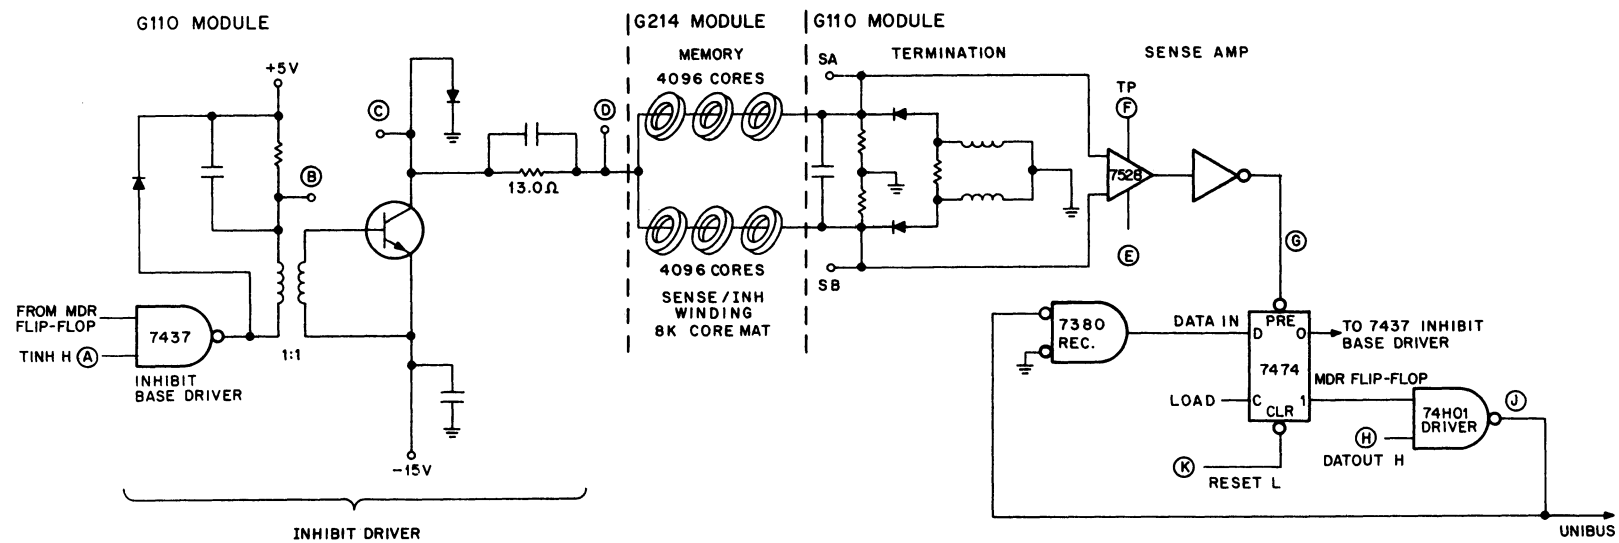 G110 MODULE
G214 MODULE
G110 MODULE
MEMORY
4096 CORES
TERMINATION
SENSE AMP
+5V
C
D
SA
TP
F
B
13.0Ω
7528
E
G
4096 CORES
SB
SENSE/INH
WINDING
8K CORE MAT
FROM MDR
FLIP-FLOP
TINH H A
7437
1:1
INHIBIT
BASE DRIVER
-15V
INHIBIT DRIVER
7380
REC.
DATA IN
D
PRE
0
7474
C
CLR
1
TO 7437 INHIBIT
BASE DRIVER
MDR FLIP-FLOP
LOAD
74H01
DRIVER
J
H
DATOUT H
K
RESET L
UNIBUS